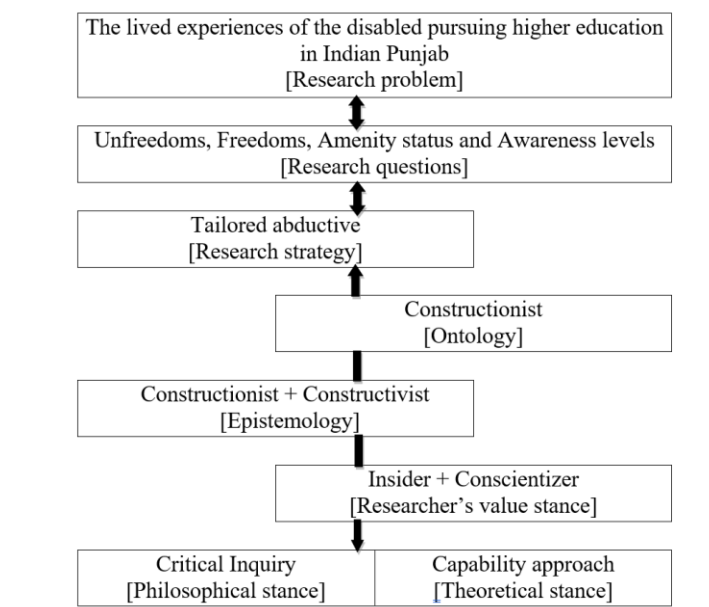 The lived experiences of the disabled pursuing higher education
in Indian Punjab
[Research problem]
Unfreedoms, Freedoms, Amenity status and Awareness levels
[Research questions]
Tailored abductive
[Research strategy]
Constructionist
[Ontology]
Constructionist + Constructivist
[Epistemology]
Insider + Conscientizer
[Researcher’s value stance]
Critical Inquiry
[Philosophical stance]
Capability approach
[Theoretical stance]